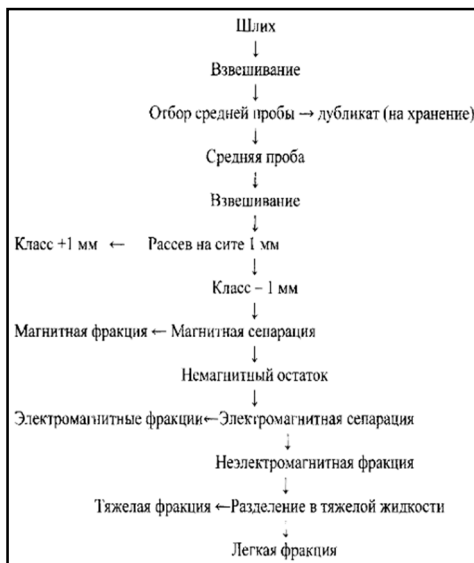 Шлих
↓
Взвешивание
↓
Отбор средней пробы → дубликат (на хранение)
↓
Средняя проба
↓
Взвешивание
↓
Класс +1 мм ← Рассев на сите 1 мм
↓
Класс – 1 мм
↓
Магнитная фракция ← Магнитная сепарация
↓
Немагнитный остаток
↓
Электромагнитные фракции←Электромагнитная сепарация
↓
Неэлектромагнитная фракция
↓
Тяжелая фракция ←Разделение в тяжелой жидкости
↓
Легкая фракция